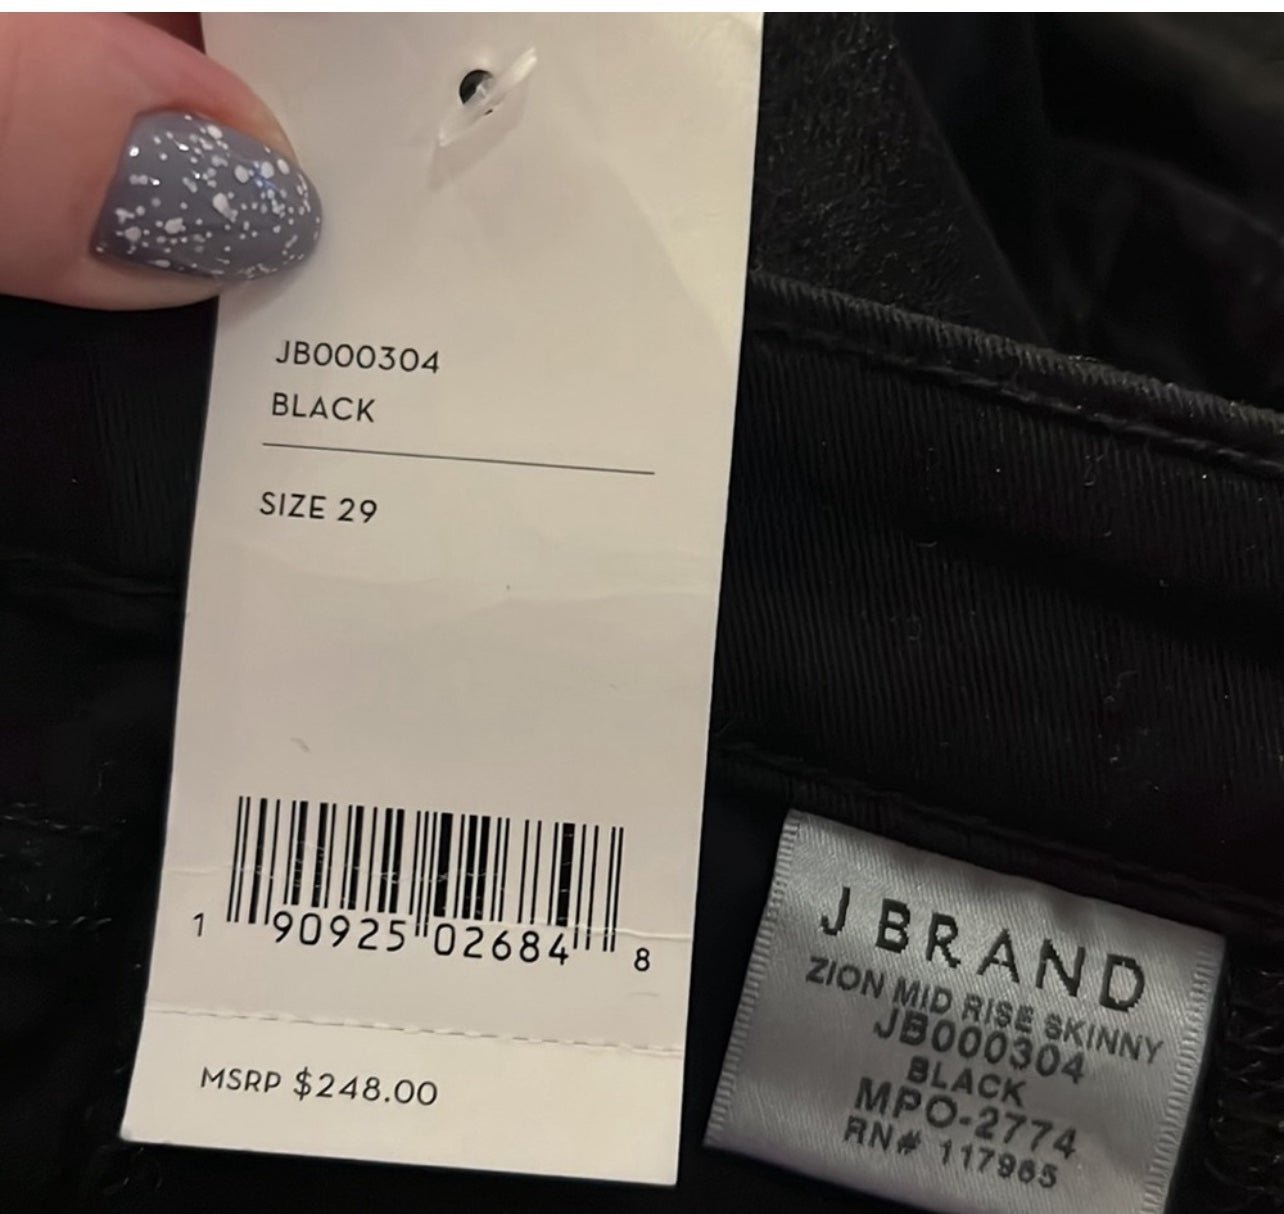 JB000304
BLACK
SIZE 29
1 90925 02684 8
MSRP $248.00
J BRAND
ZION MID RISE SKINNY
JB000304
BLACK
MPO-2774
RN# 117965